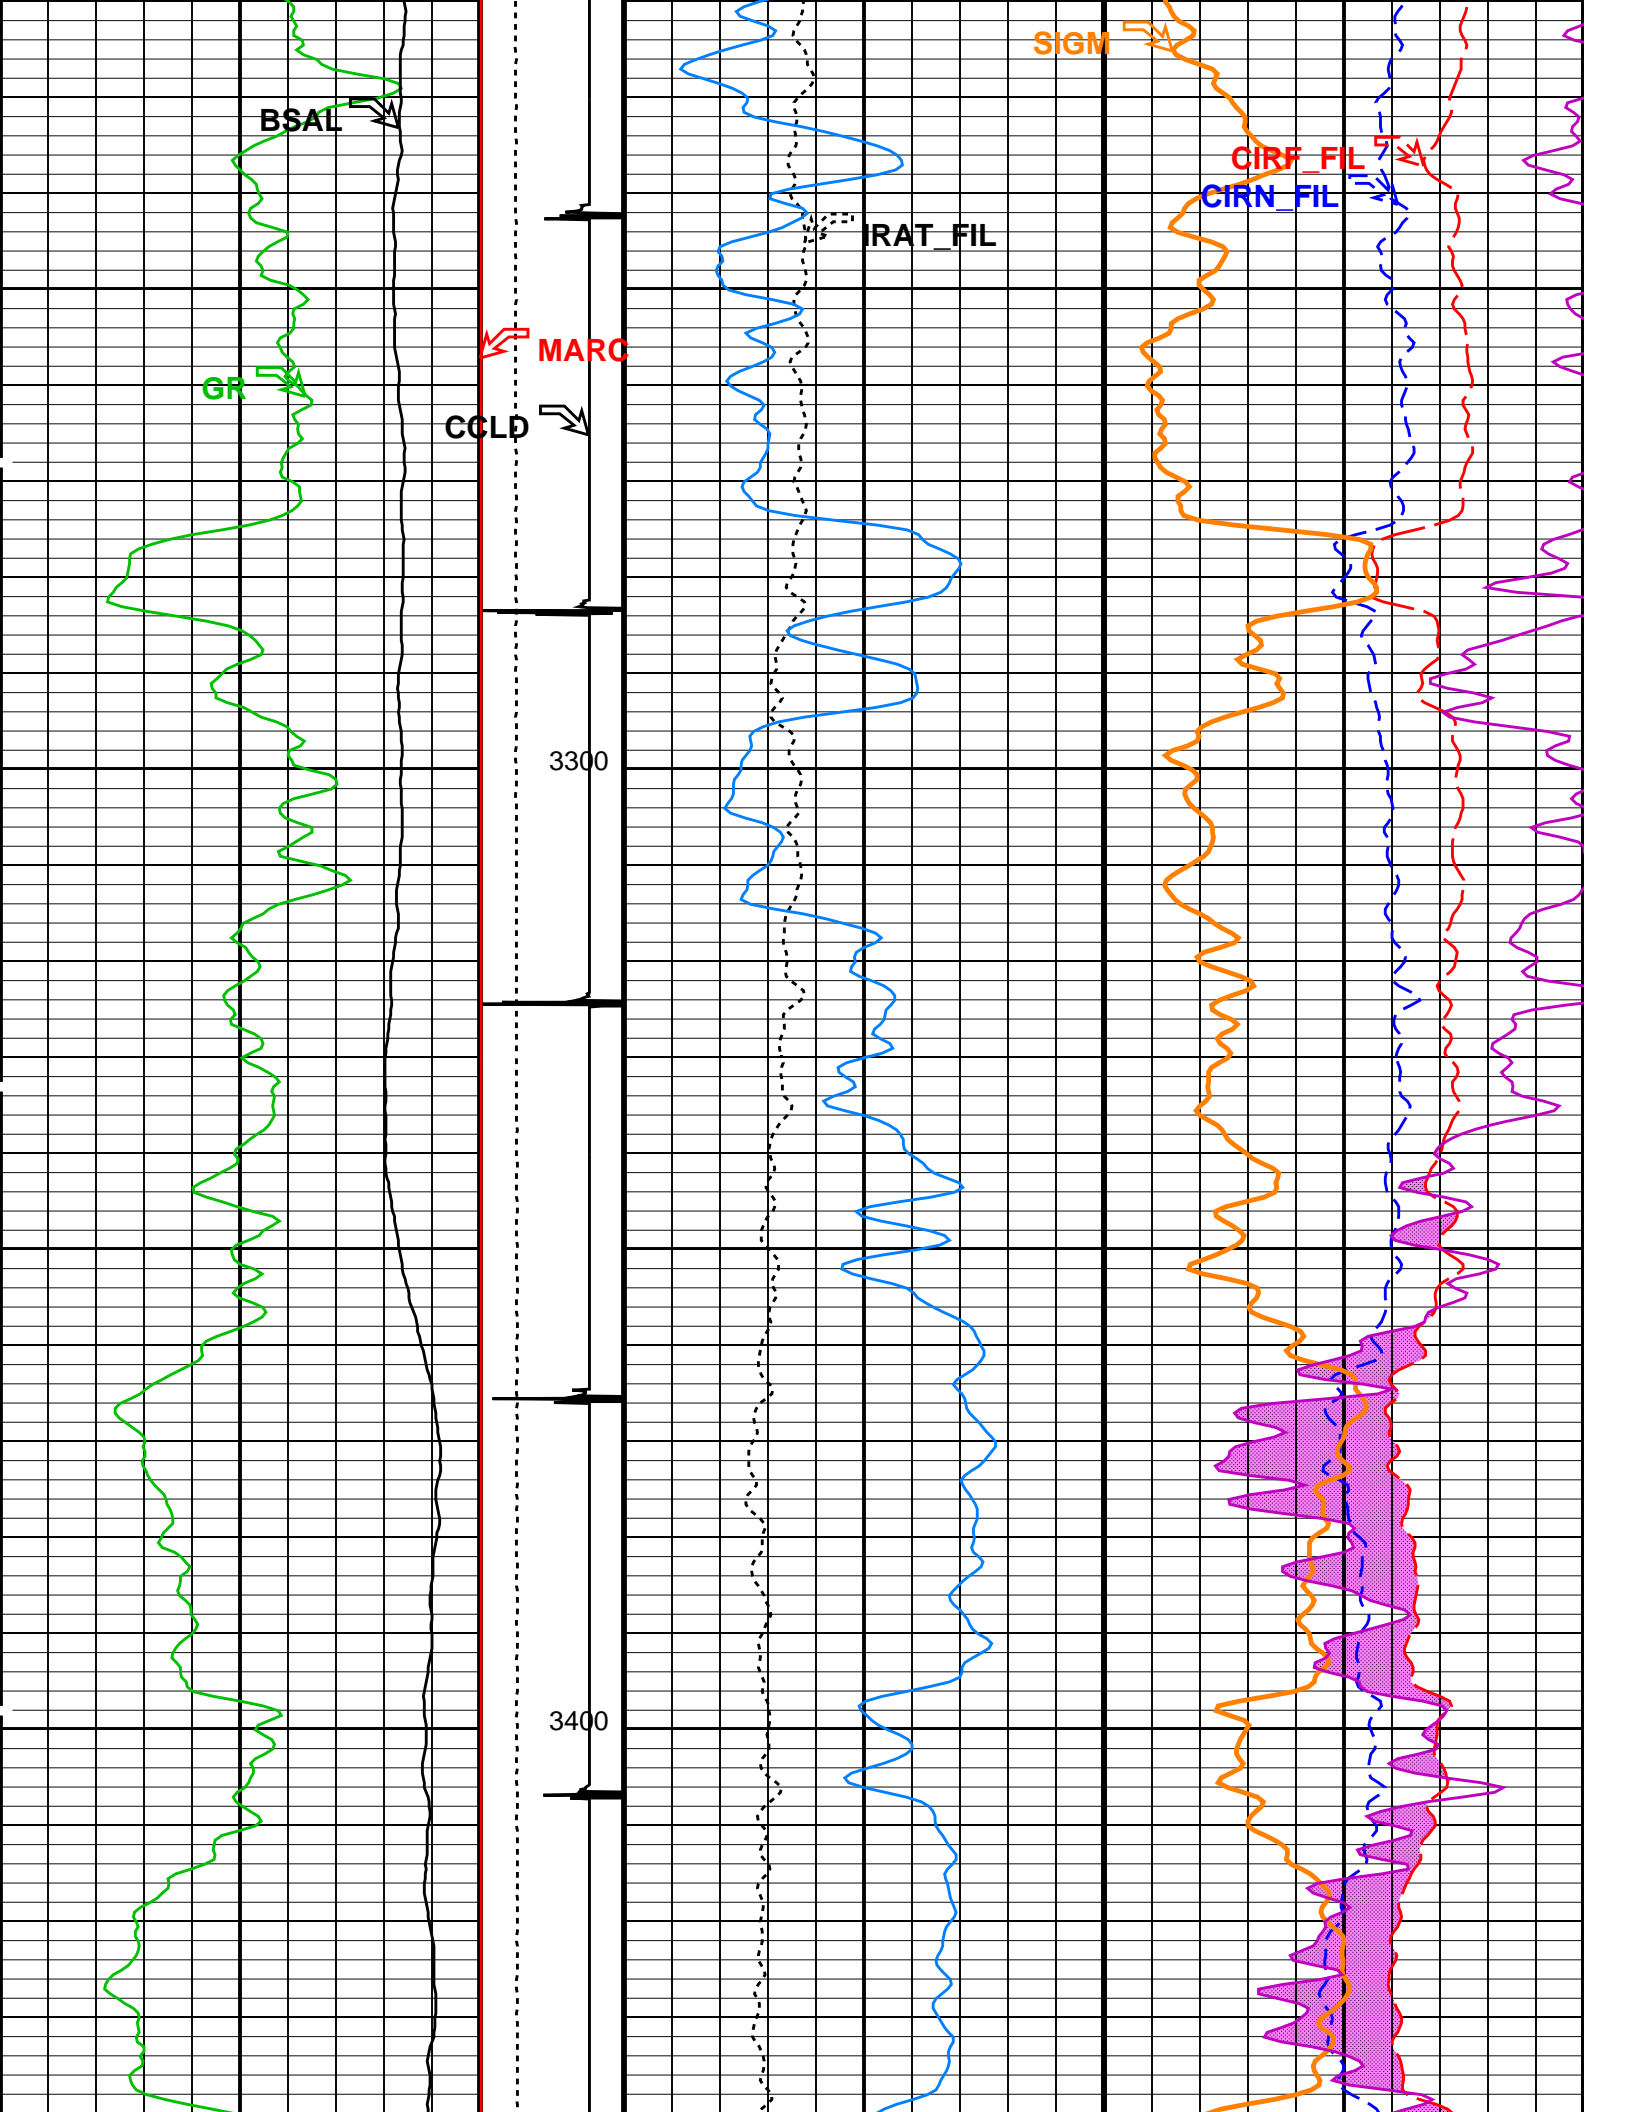 SIGM
BSAL
CIRF_FIL
CIRN_FIL
IRAT_FIL
MARC
GR
CCLD
3300
3400